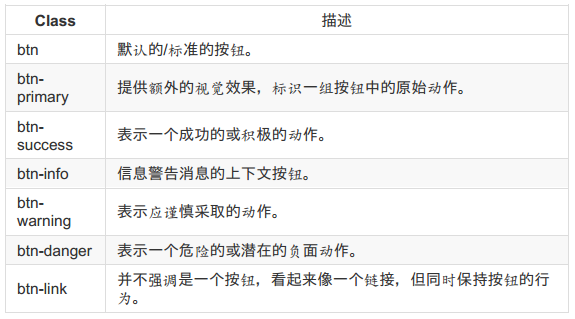 Class 描述
btn 默认的/标准的按钮。
btn-
primary 提供额外的视觉效果，标识一组按钮中的原始动作。
btn-
success 表示一个成功的或积极的动作。
btn-info 信息警告消息的上下文按钮。
btn-
warning 表示应谨慎采取的动作。
btn-danger 表示一个危险的或潜在的负面动作。
btn-link 并不强调是一个按钮，看起来像一个链接，但同时保持按钮的行
为。